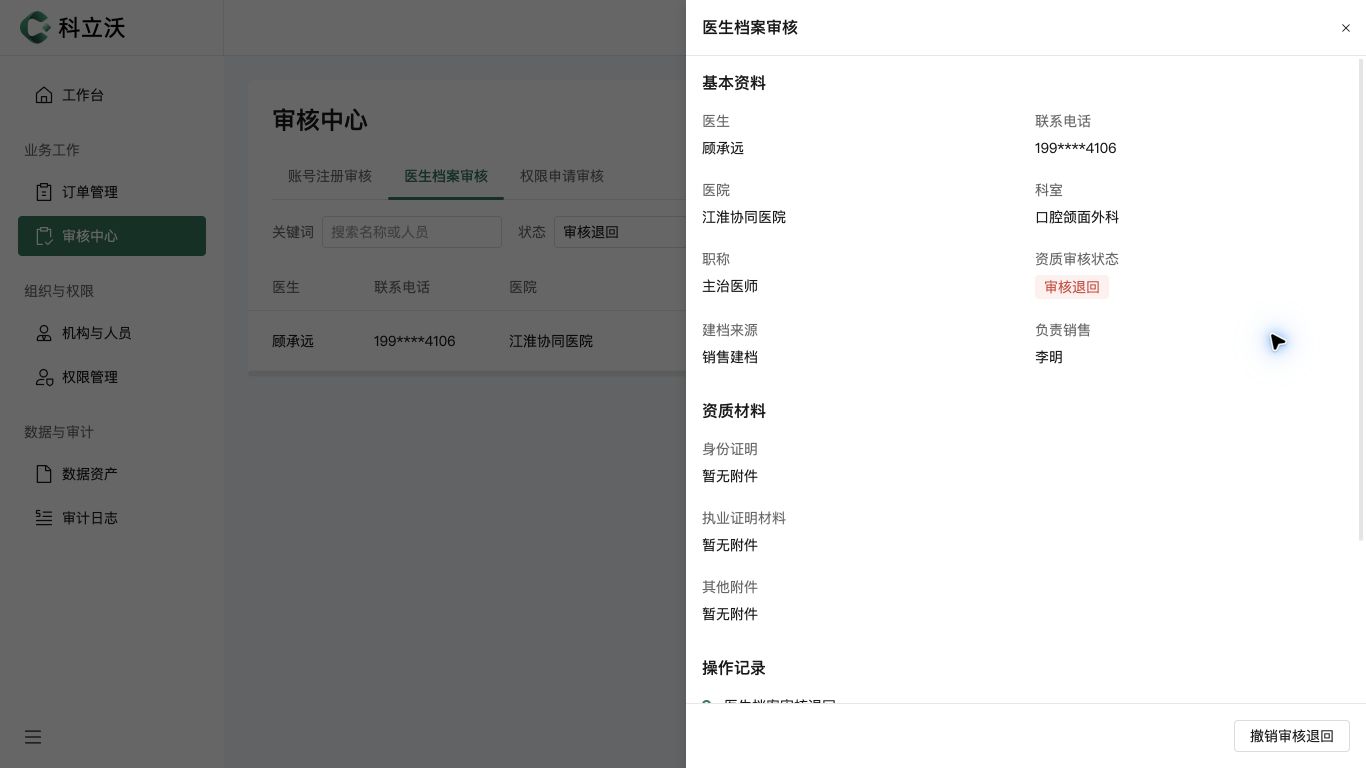 科立沃
工作台
业务工作
订单管理
审核中心
组织与权限
机构与人员
权限管理
数据与审计
数据资产
审计日志
审核中心
账号注册审核 医生档案审核 权限申请审核
关键词 搜索名称或人员 状态 审核退回
医生 联系电话 医院
顾承远 199****4106 江淮协同医院
医生档案审核
基本资料
医生 联系电话
顾承远 199****4106
医院 科室
江淮协同医院 口腔颌面外科
职称 资质审核状态
主治医师 审核退回
建档来源 负责销售
销售建档 李明
资质材料
身份证明
暂无附件
执业证明材料
暂无附件
其他附件
暂无附件
操作记录
医生档案审核退回
撤销审核退回